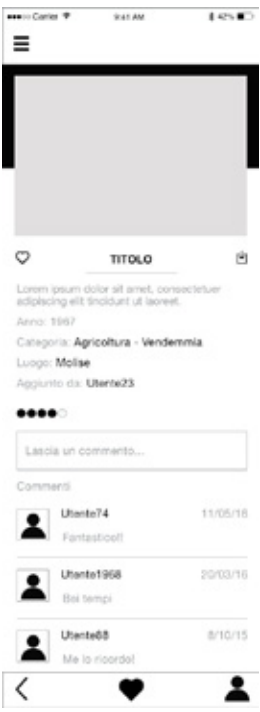 Carrier 9:41 AM 42%
TITOLO
Lorem ipsum dolor sit amet, consectetuer
adipiscing elit tincidunt ut laoreet.
Anno: 1967
Categoria: Agricoltura - Vendemmia
Luogo: Molise
Aggiunto da: Utente23
Lascia un commento...
Commenti
Utente74 11/05/16
Fantastico!!
Utente1968 20/03/16
Bei tempi
Utente88 8/10/15
Me lo ricordo!